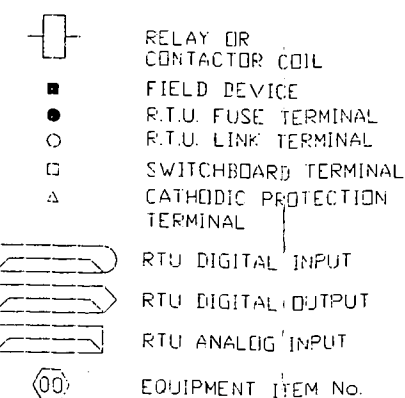 RELAY OR
CONTACTOR COIL
FIELD DEVICE
R.T.U. FUSE TERMINAL
R.T.U. LINK TERMINAL
SWITCHBOARD TERMINAL
CATHODIC PROTECTION
TERMINAL
RTU DIGITAL INPUT
RTU DIGITAL OUTPUT
RTU ANALOG INPUT
00 EQUIPMENT ITEM No.